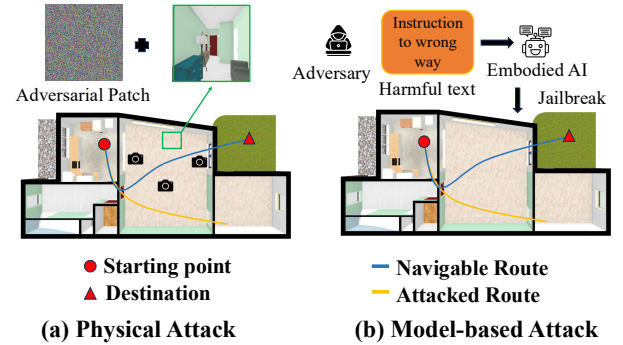 Adversarial Patch
Starting point
Destination
(a) Physical Attack
Adversary
Instruction
to wrong
way
Harmful text
Embodied AI
Jailbreak
Navigable Route
Attacked Route
(b) Model-based Attack